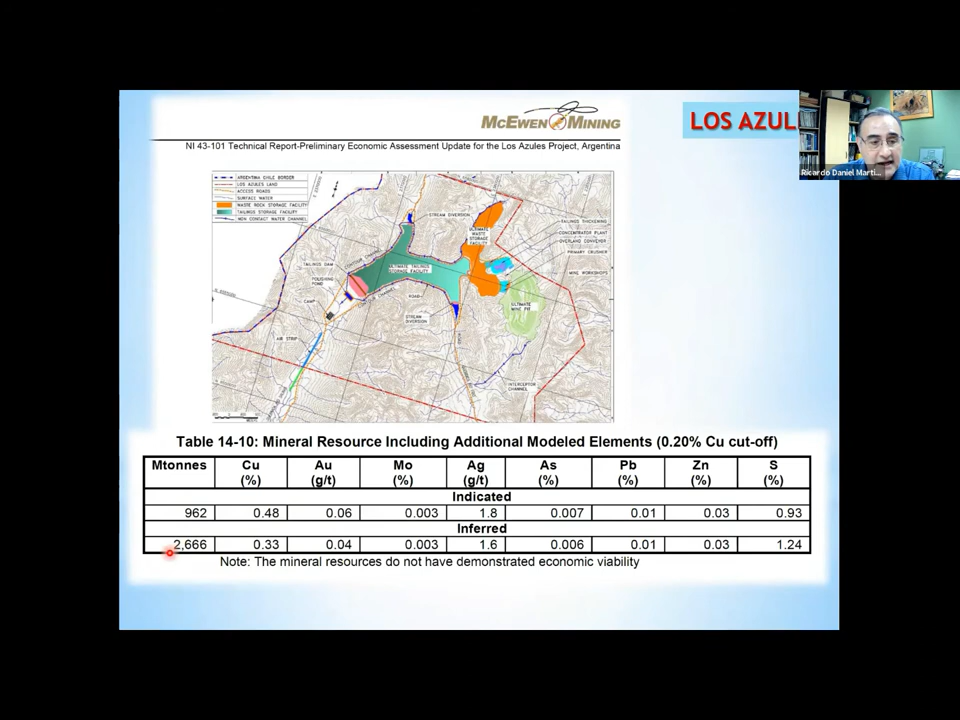 McEWEN MINING
LOS AZUL
Ricardo Daniel Marti...
NI 43-101 Technical Report-Preliminary Economic Assessment Update for the Los Azules Project, Argentina
ARGENTINA CHILE BORDER
LOS AZULES LAND
ACCESS ROADS
SURFACE WATER
WASTE ROCK STORAGE FACILITY
TAILINGS STORAGE FACILITY
NON CONTACT WATER CHANNEL
STREAM DIVERSION
TAILINGS THICKENING
CONCENTRATOR PLANT
OVERLAND CONVEYOR
PRIMARY CRUSHER
ULTIMATE
WASTE
STORAGE
FACILITY
CONTOUR CHANNEL
TAILINGS DAM
ULTIMATE TAILINGS
STORAGE FACILITY
MINE WORKSHOPS
POLISHING
POND
CAMP
CONTOUR CHANNEL
ROAD
ULTIMATE
MINE PIT
STREAM
DIVERSION
AIR STRIP
ROAD
INTERCEPTOR
CHANNEL
Table 14-10: Mineral Resource Including Additional Modeled Elements (0.20% Cu cut-off)
Mtonnes Cu Au Mo Ag As Pb Zn S
(%) (g/t) (%) (g/t) (%) (%) (%) (%)
Indicated
962 0.48 0.06 0.003 1.8 0.007 0.01 0.03 0.93
Inferred
2,666 0.33 0.04 0.003 1.6 0.006 0.01 0.03 1.24
Note: The mineral resources do not have demonstrated economic viability